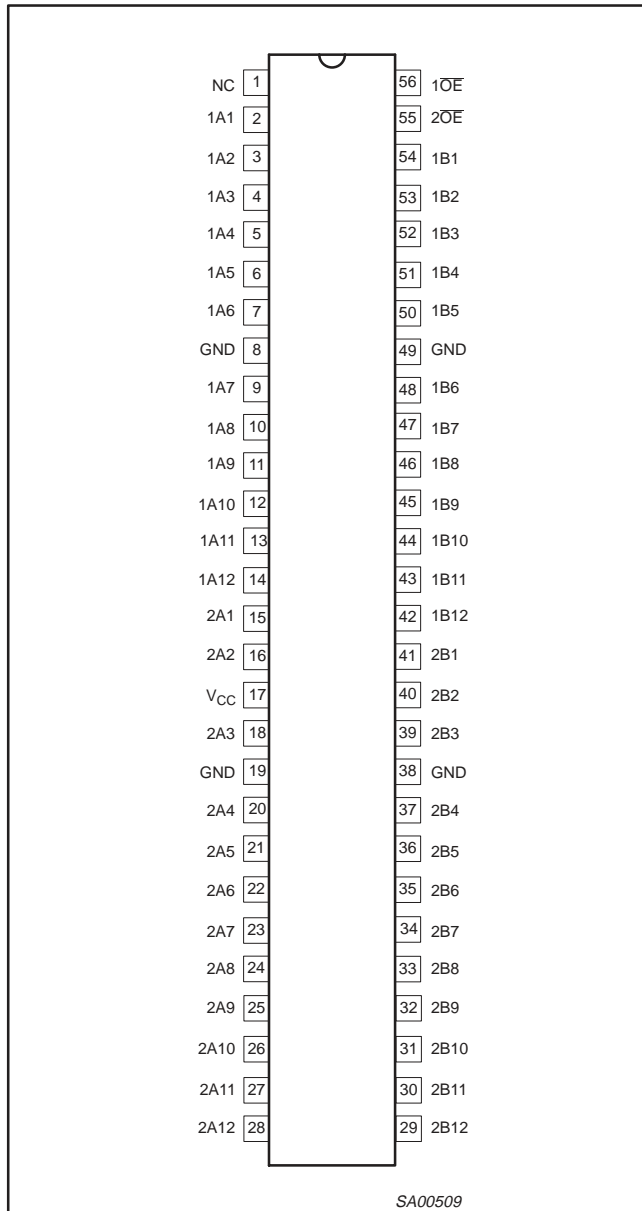 NC 1 56 1O̅E̅
1A1 2 55 2O̅E̅
1A2 3 54 1B1
1A3 4 53 1B2
1A4 5 52 1B3
1A5 6 51 1B4
1A6 7 50 1B5
GND 8 49 GND
1A7 9 48 1B6
1A8 10 47 1B7
1A9 11 46 1B8
1A10 12 45 1B9
1A11 13 44 1B10
1A12 14 43 1B11
2A1 15 42 1B12
2A2 16 41 2B1
VCC 17 40 2B2
2A3 18 39 2B3
GND 19 38 GND
2A4 20 37 2B4
2A5 21 36 2B5
2A6 22 35 2B6
2A7 23 34 2B7
2A8 24 33 2B8
2A9 25 32 2B9
2A10 26 31 2B10
2A11 27 30 2B11
2A12 28 29 2B12
SA00509